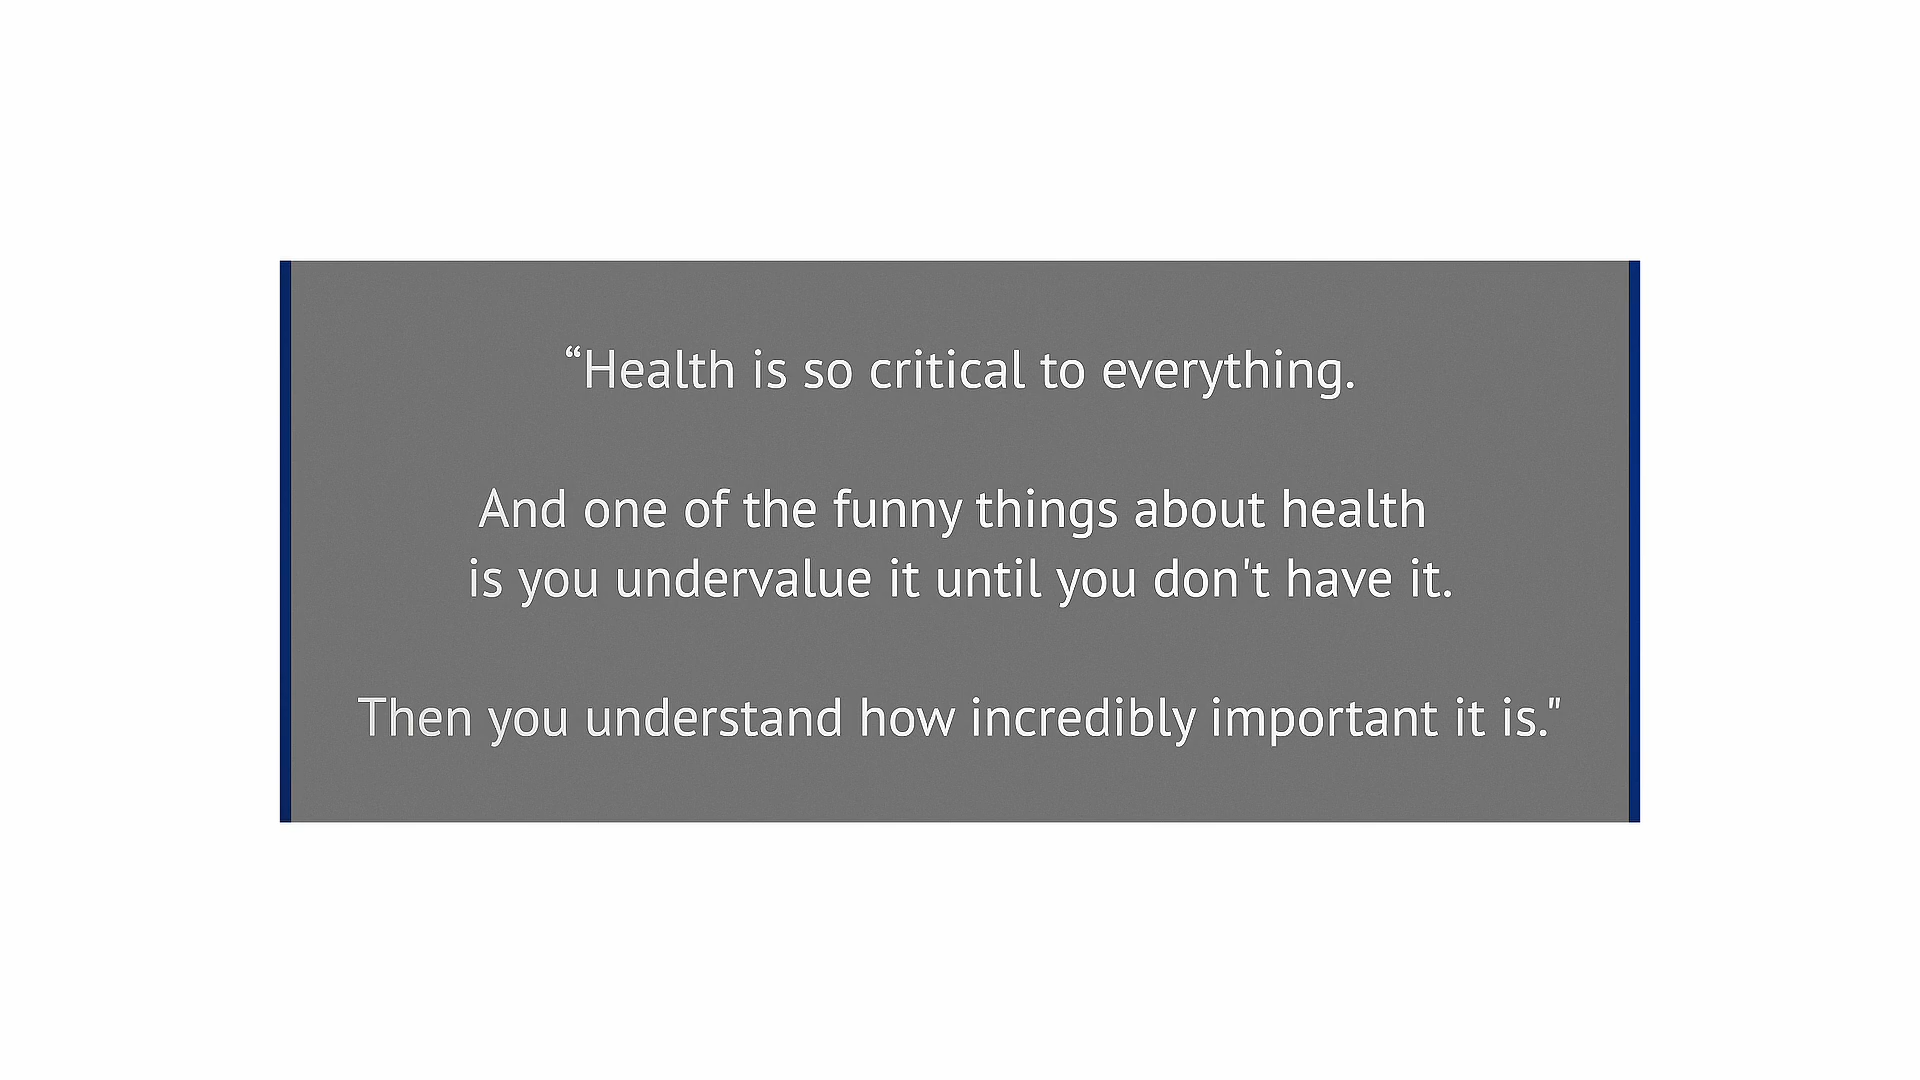 “Health is so critical to everything.
And one of the funny things about health
is you undervalue it until you don't have it.
Then you understand how incredibly important it is."